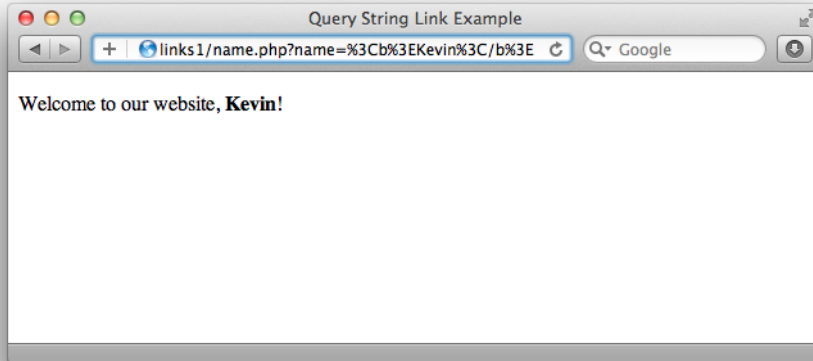 Query String Link Example
links1/name.php?name=%3Cb%3EKevin%3C/b%3E
Google
Welcome to our website, Kevin!